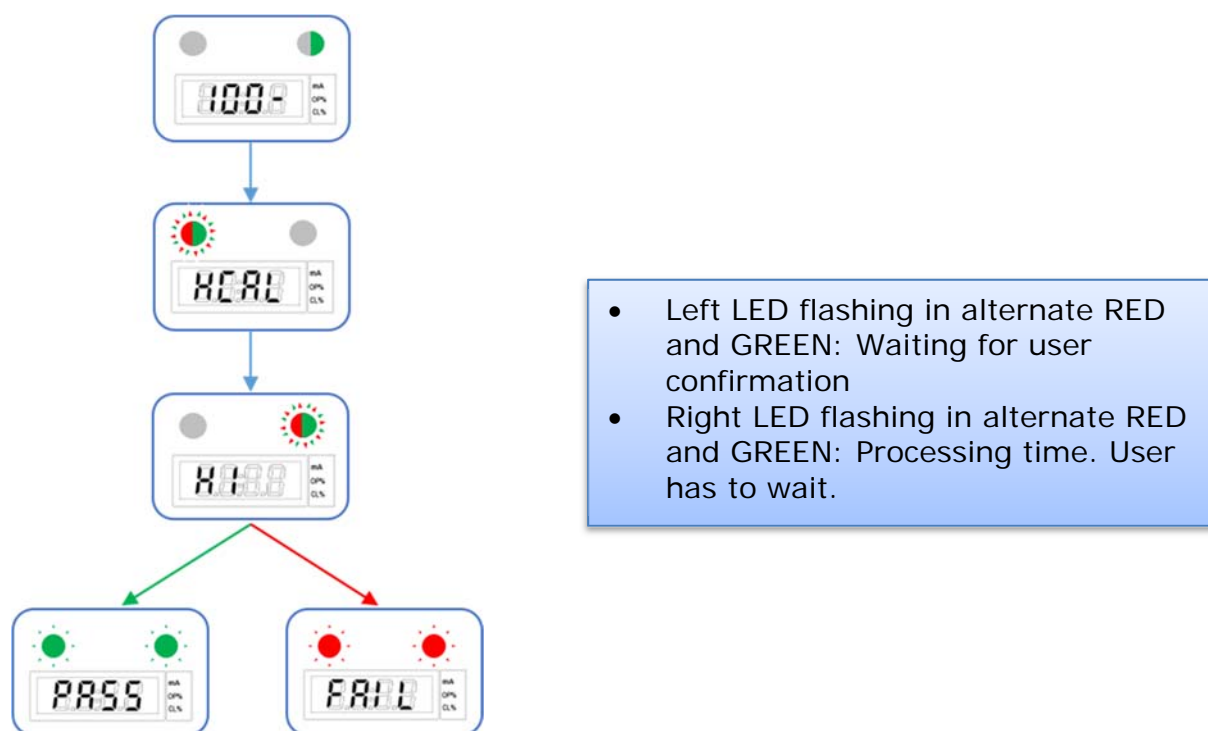 100-
mA
OP%
CL%
HCAL
mA
OP%
CL%
HI
mA
OP%
CL%
PASS
mA
OP%
CL%
FAIL
mA
OP%
CL%
• Left LED flashing in alternate RED
and GREEN: Waiting for user
confirmation
• Right LED flashing in alternate RED
and GREEN: Processing time. User
has to wait.